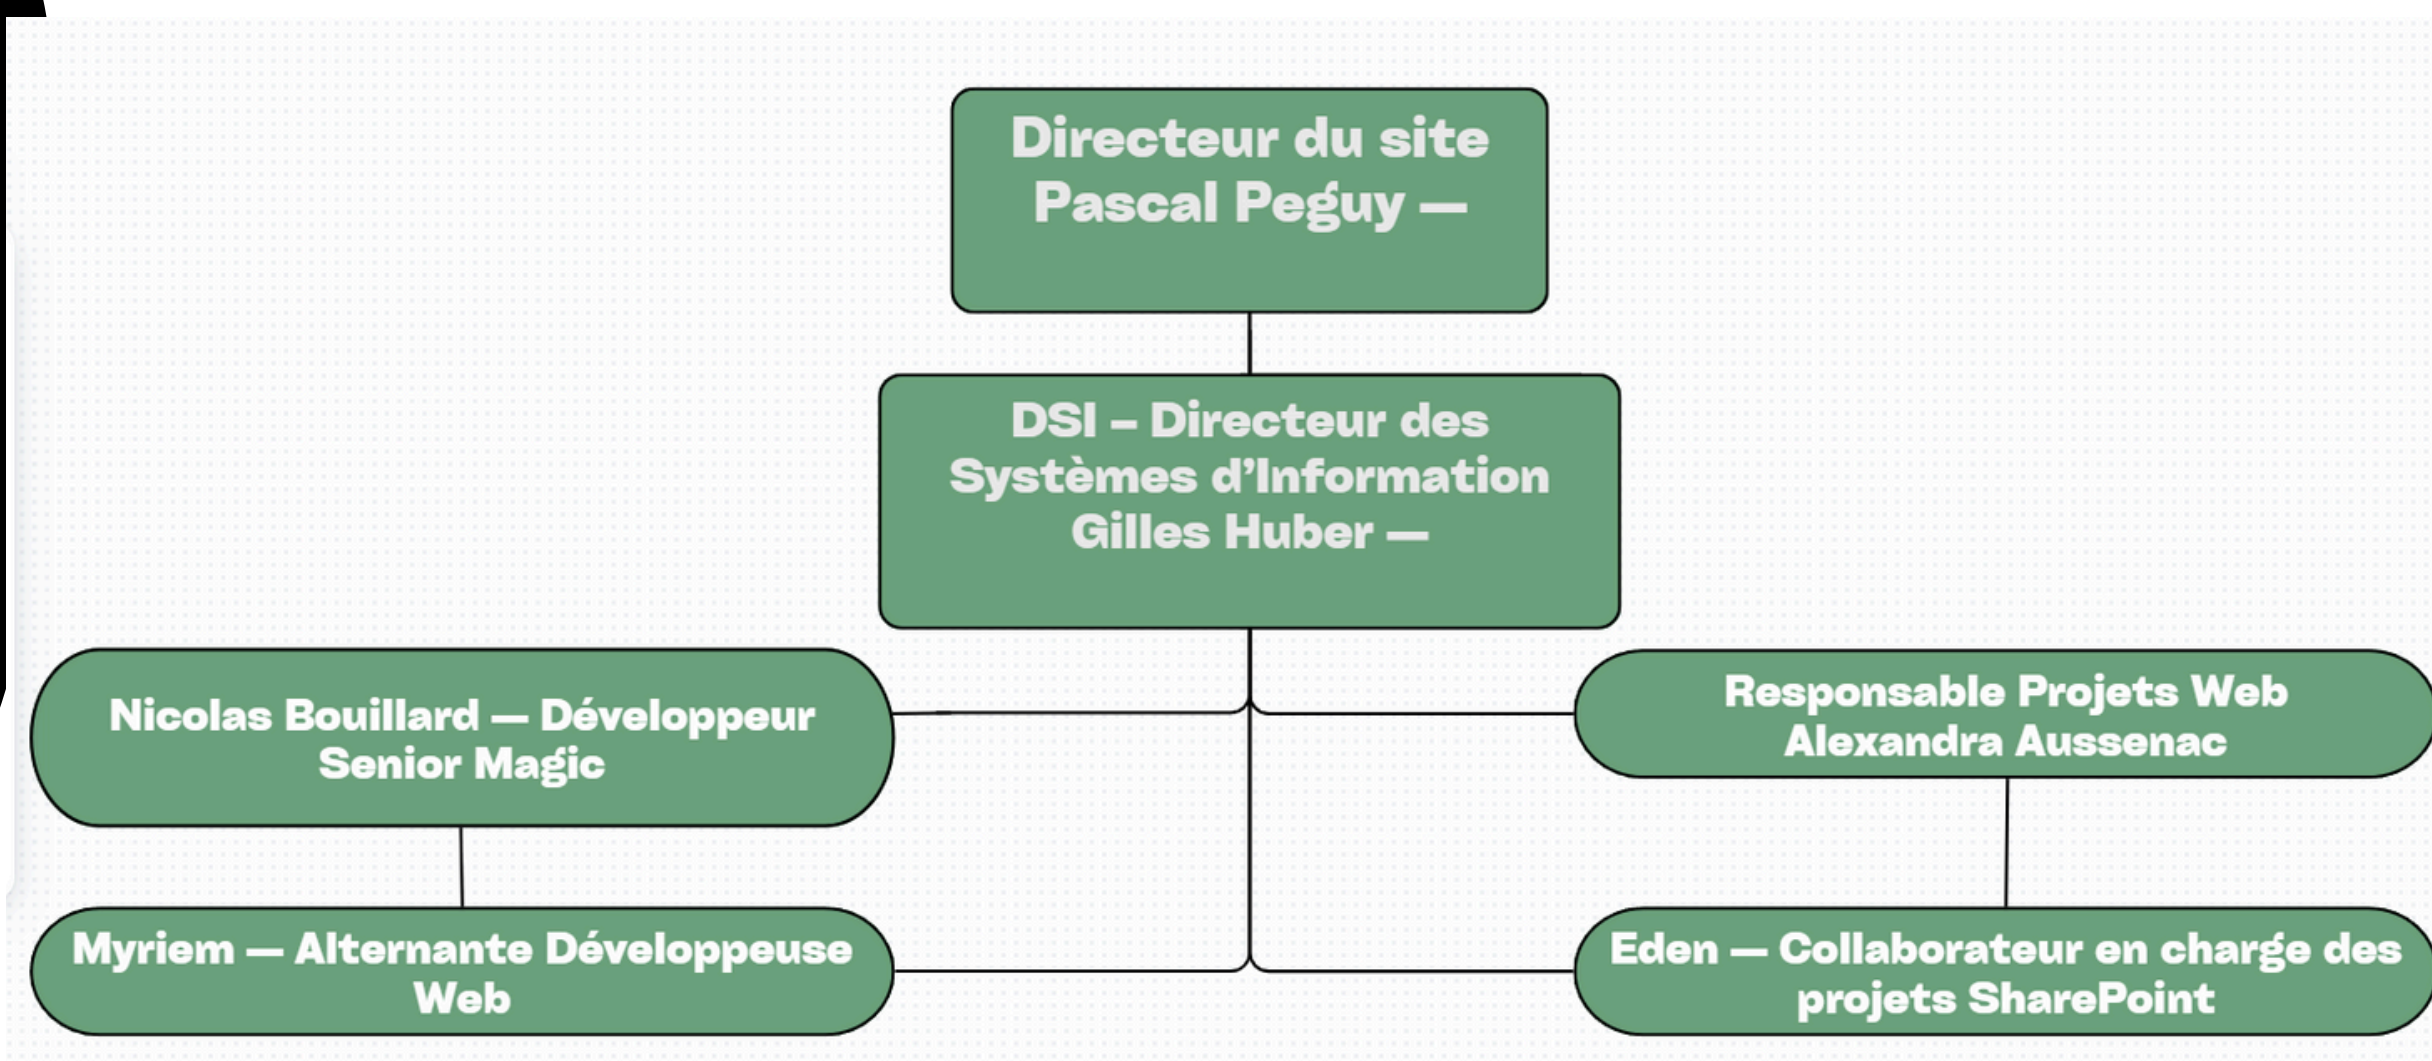 Directeur du site
Pascal Peguy —
DSI – Directeur des
Systèmes d’Information
Gilles Huber —
Nicolas Bouillard — Développeur
Senior Magic
Responsable Projets Web
Alexandra Aussenac
Myriem — Alternante Développeuse
Web
Eden — Collaborateur en charge des
projets SharePoint